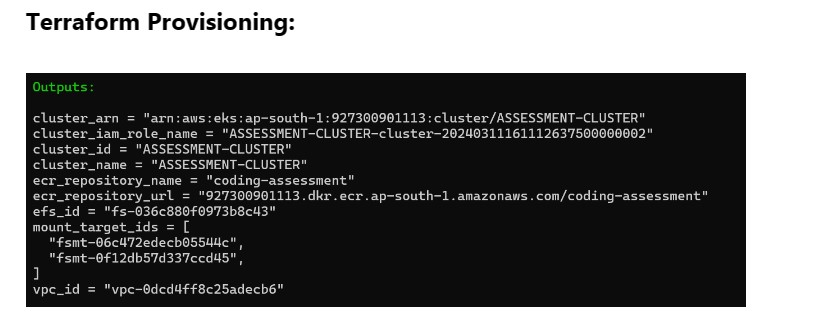 Terraform Provisioning:
Outputs:
cluster_arn = "arn:aws:eks:ap-south-1:927300901113:cluster/ASSESSMENT-CLUSTER"
cluster_iam_role_name = "ASSESSMENT-CLUSTER-cluster-20240311161112637500000002"
cluster_id = "ASSESSMENT-CLUSTER"
cluster_name = "ASSESSMENT-CLUSTER"
ecr_repository_name = "coding-assessment"
ecr_repository_url = "927300901113.dkr.ecr.ap-south-1.amazonaws.com/coding-assessment"
efs_id = "fs-036c880f0973b8c43"
mount_target_ids = [
  "fsmt-06c472edecb05544c",
  "fsmt-0f12db57d337ccd45",
]
vpc_id = "vpc-0dcd4ff8c25adecb6"